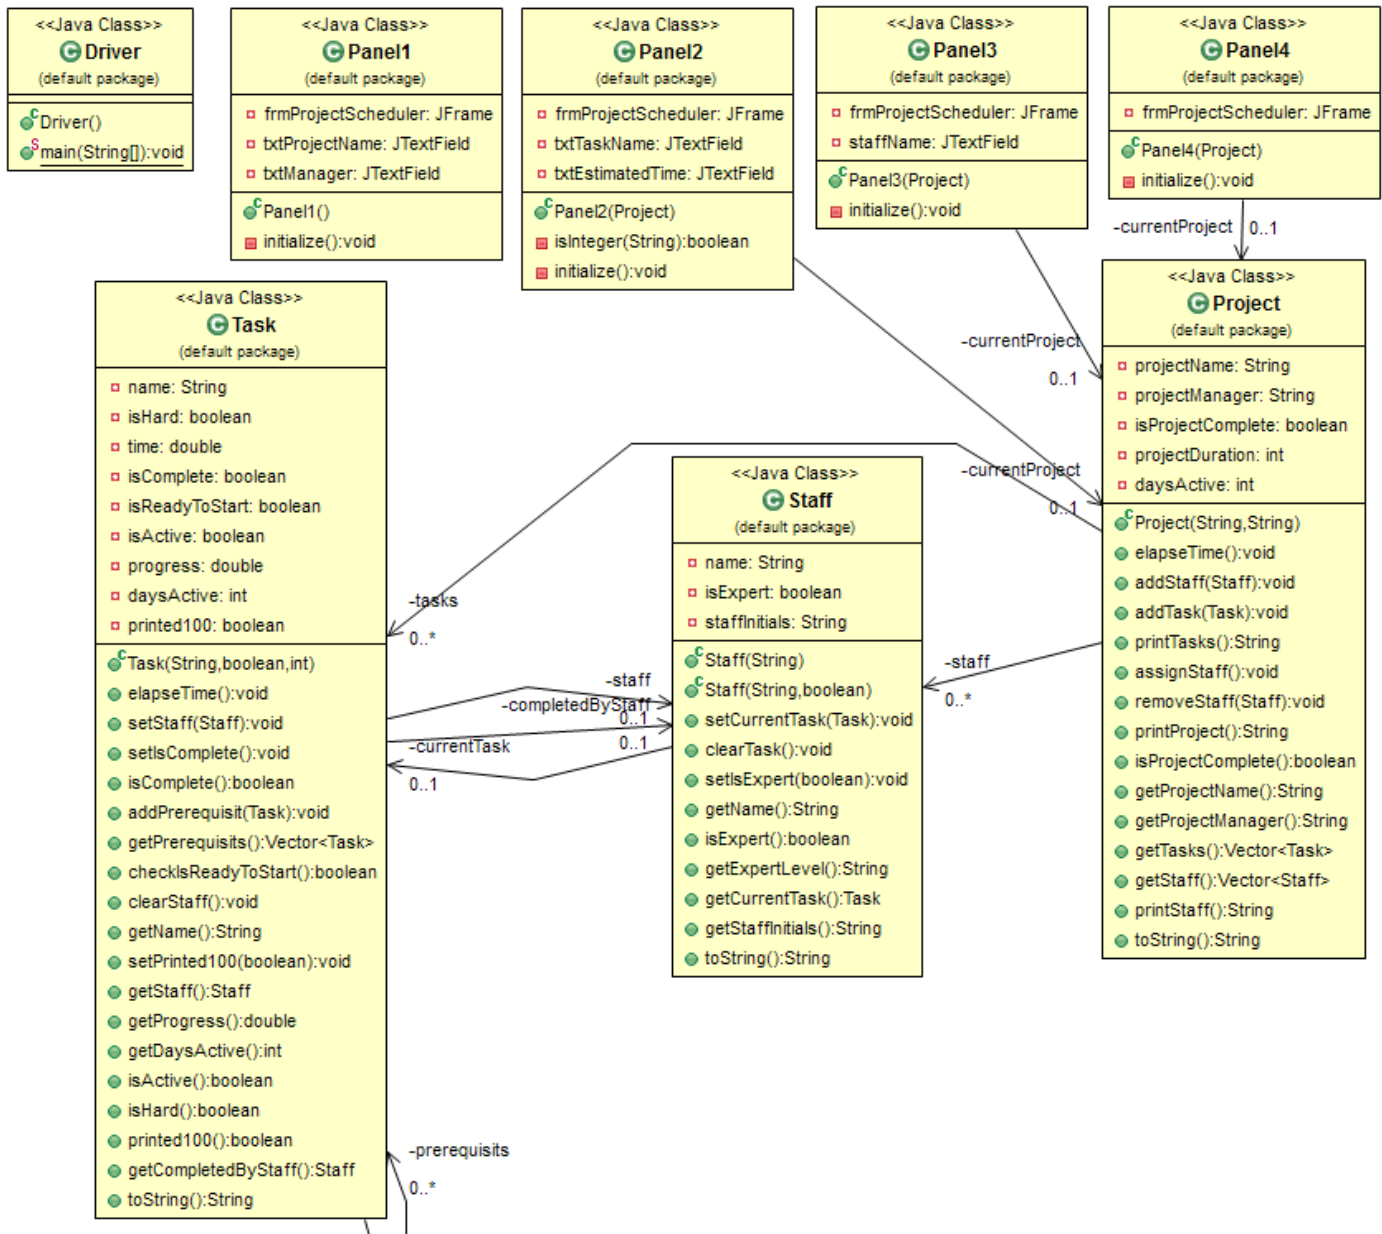 <<Java Class>>
Driver
(default package)
Driver()
main(String[]):void
<<Java Class>>
Panel1
(default package)
frmProjectScheduler: JFrame
txtProjectName: JTextField
txtManager: JTextField
Panel1()
initialize():void
<<Java Class>>
Panel2
(default package)
frmProjectScheduler: JFrame
txtTaskName: JTextField
txtEstimatedTime: JTextField
Panel2(Project)
isInteger(String):boolean
initialize():void
<<Java Class>>
Panel3
(default package)
frmProjectScheduler: JFrame
staffName: JTextField
Panel3(Project)
initialize():void
<<Java Class>>
Panel4
(default package)
frmProjectScheduler: JFrame
Panel4(Project)
initialize():void
-currentProject
0..1
-currentProject
0..1
-currentProject
0..1
<<Java Class>>
Task
(default package)
name: String
isHard: boolean
time: double
isComplete: boolean
isReadyToStart: boolean
isActive: boolean
progress: double
daysActive: int
printed100: boolean
Task(String,boolean,int)
elapseTime():void
setStaff(Staff):void
setIsComplete():void
isComplete():boolean
addPrerequisit(Task):void
getPrerequisits():Vector<Task>
checkIsReadyToStart():boolean
clearStaff():void
getName():String
setPrinted100(boolean):void
getStaff():Staff
getProgress():double
getDaysActive():int
isActive():boolean
isHard():boolean
printed100():boolean
getCompletedByStaff():Staff
toString():String
-tasks
0..*
-staff
0..1
-completedByStaff
0..1
-currentTask
0..1
-prerequisits
0..*
<<Java Class>>
Staff
(default package)
name: String
isExpert: boolean
staffInitials: String
Staff(String)
Staff(String,boolean)
setCurrentTask(Task):void
clearTask():void
setIsExpert(boolean):void
getName():String
isExpert():boolean
getExpertLevel():String
getCurrentTask():Task
getStaffInitials():String
toString():String
-staff
0..*
<<Java Class>>
Project
(default package)
projectName: String
projectManager: String
isProjectComplete: boolean
projectDuration: int
daysActive: int
Project(String,String)
elapseTime():void
addStaff(Staff):void
addTask(Task):void
printTasks():String
assignStaff():void
removeStaff(Staff):void
printProject():String
isProjectComplete():boolean
getProjectName():String
getProjectManager():String
getTasks():Vector<Task>
getStaff():Vector<Staff>
printStaff():String
toString():String